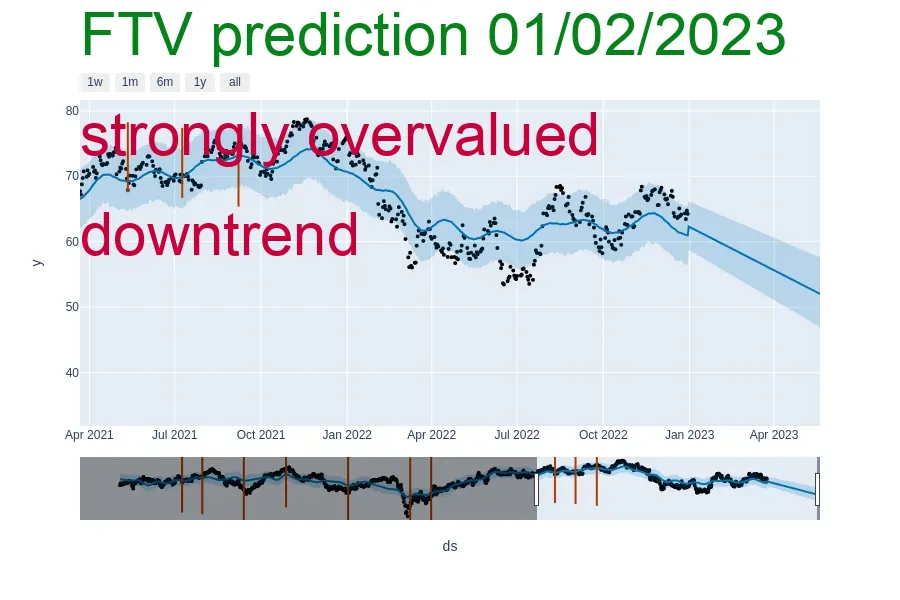 FTV prediction 01/02/2023
1w 1m 6m 1y all
80
strongly overvalued
70
downtrend
60
y
50
40
Apr 2021 Jul 2021 Oct 2021 Jan 2022 Apr 2022 Jul 2022 Oct 2022 Jan 2023 Apr 2023
ds